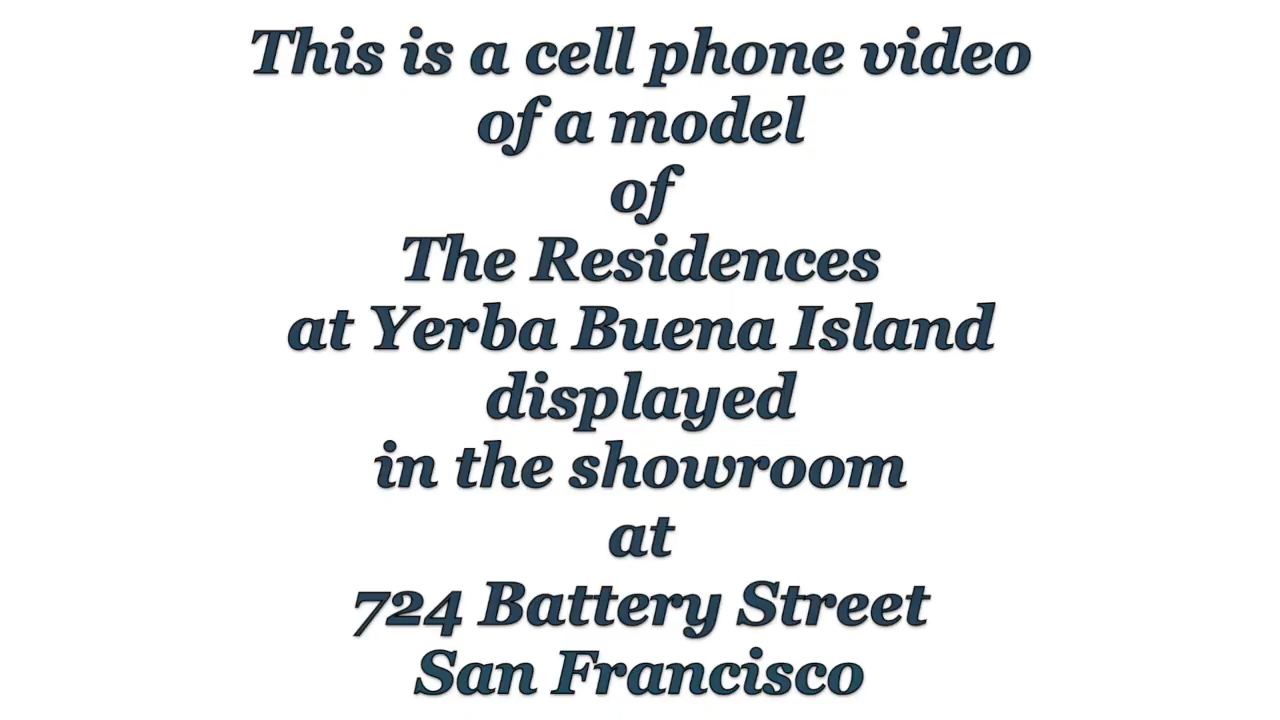 This is a cell phone video
of a model
of
The Residences
at Yerba Buena Island
displayed
in the showroom
at
724 Battery Street
San Francisco